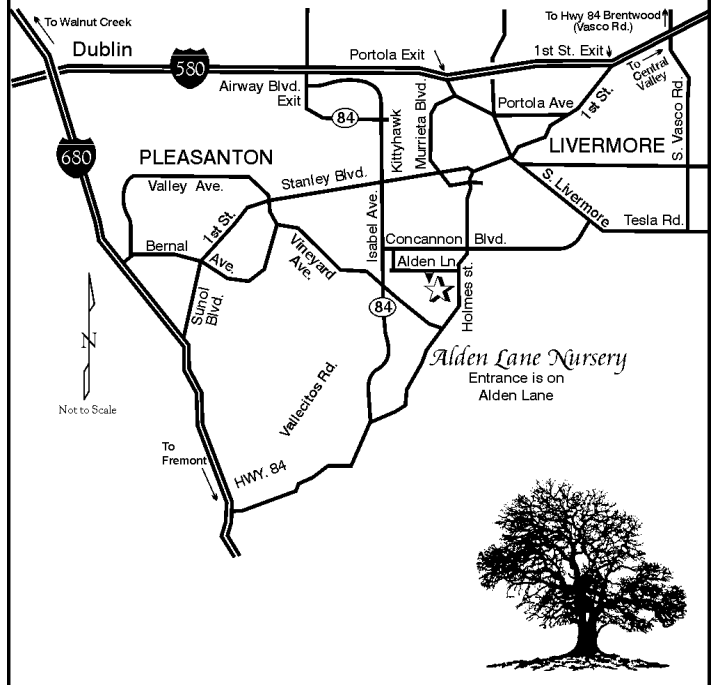 To Walnut Creek
To Hwy 84 Brentwood
(Vasco Rd.)
Dublin
580
Portola Exit
1st St. Exit
To
Central
Valley
Airway Blvd.
Exit
84
Kittyhawk
Murrieta Blvd.
Portola Ave
1st St.
S. Vasco Rd.
680
PLEASANTON
LIVERMORE
Valley Ave.
Stanley Blvd.
S. Livermore
1st St.
Isabel Ave.
Tesla Rd.
Bernal
Ave.
Vineyard
Ave.
Concannon Blvd.
Alden Ln.
Sunol
Blvd.
84
Holmes st.
N
Not to Scale
Alden Lane Nursery
Entrance is on
Alden Lane
Vallecitos Rd.
To
Fremont
HWY. 84